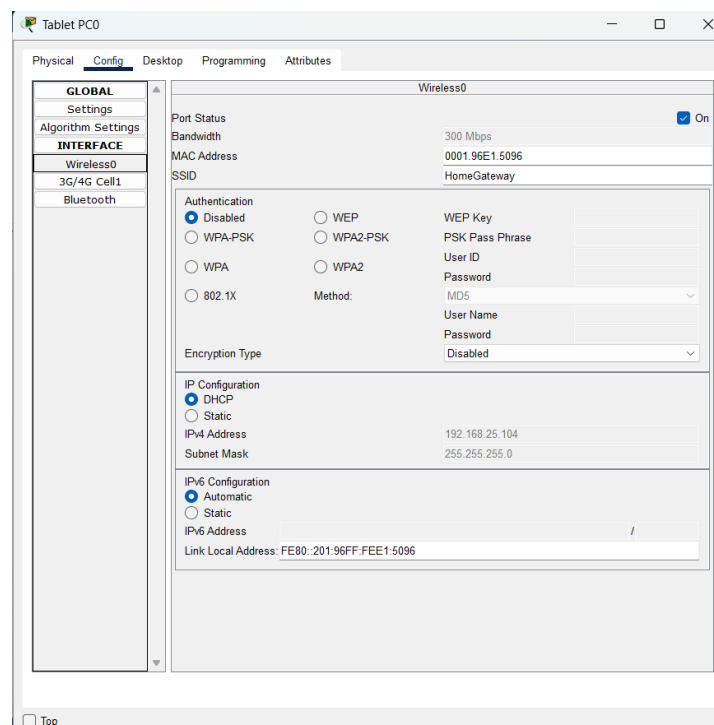 Tablet PC0
Physical Config Desktop Programming Attributes
GLOBAL
Settings
Algorithm Settings
INTERFACE
Wireless0
3G/4G Cell1
Bluetooth
Wireless0
Port Status On
Bandwidth 300 Mbps
MAC Address 0001.96E1.5096
SSID HomeGateway
Authentication
Disabled WEP WEP Key
WPA-PSK WPA2-PSK PSK Pass Phrase
User ID
WPA WPA2
Password
802.1X Method: MD5
User Name
Password
Encryption Type Disabled
IP Configuration
DHCP
Static
IPv4 Address 192.168.25.104
Subnet Mask 255.255.255.0
IPv6 Configuration
Automatic
Static
IPv6 Address /
Link Local Address: FE80::201:96FF:FEE1:5096
Top